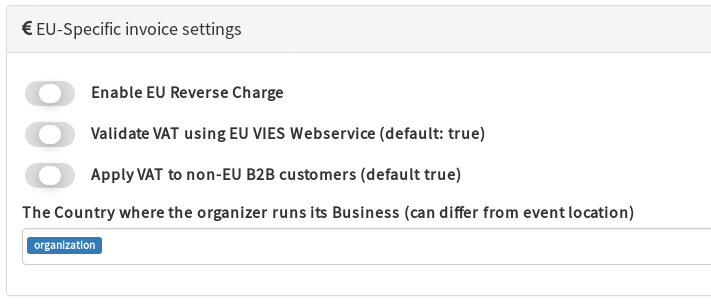 € EU-Specific invoice settings
Enable EU Reverse Charge
Validate VAT using EU VIES Webservice (default: true)
Apply VAT to non-EU B2B customers (default true)
The Country where the organizer runs its Business (can differ from event location)
organization